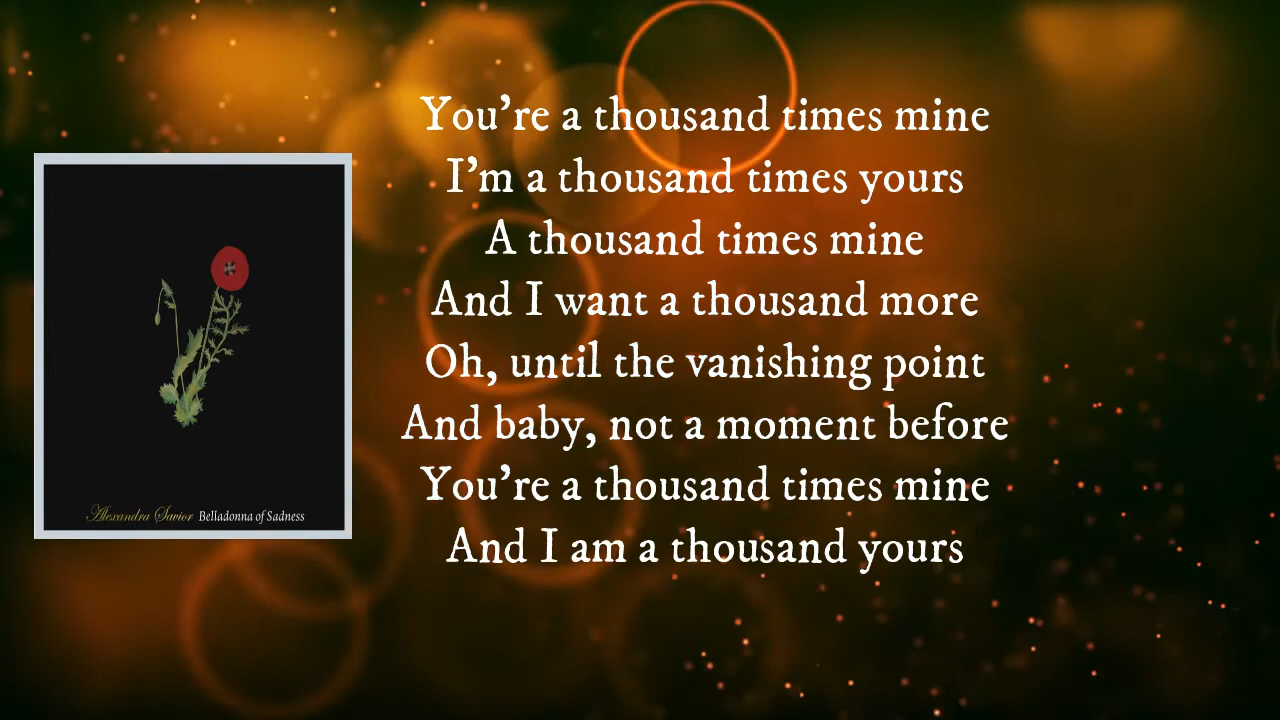 You're a thousand times mine
I'm a thousand times yours
A thousand times mine
And I want a thousand more
Oh, until the vanishing point
And baby, not a moment before
You're a thousand times mine
And I am a thousand yours
Alexandra Savior Belladonna of Sadness